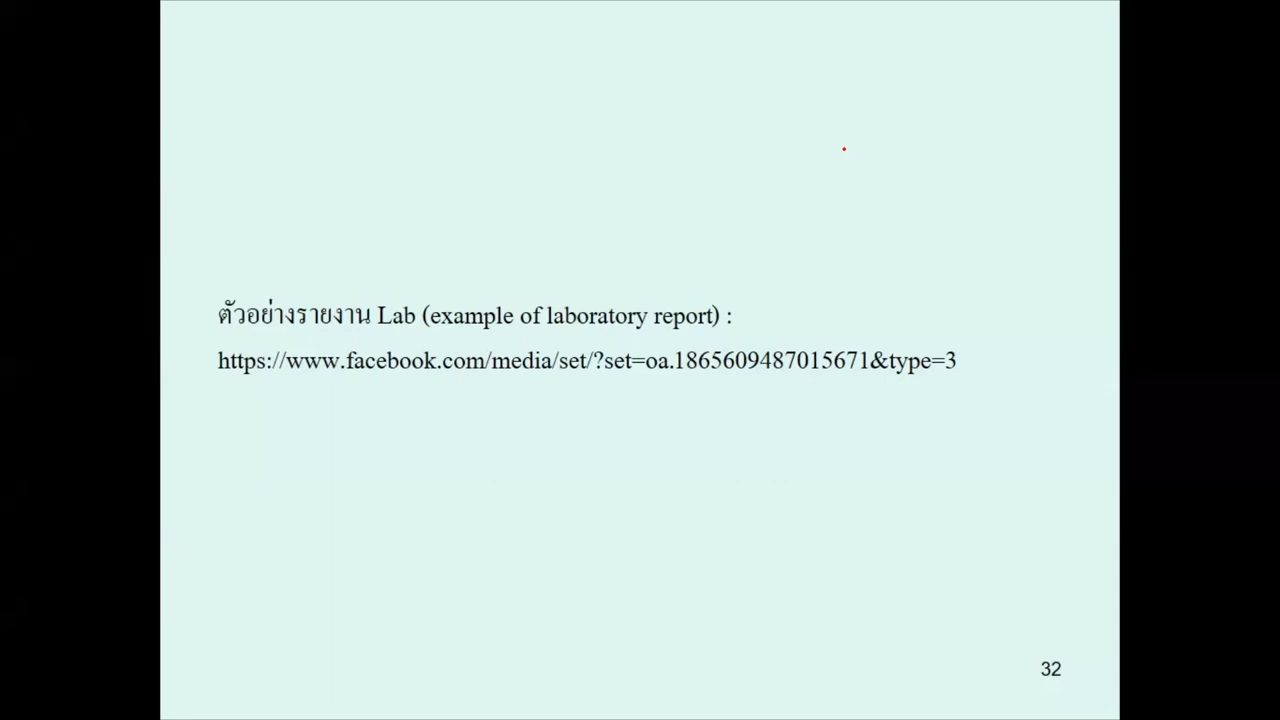 ตัวอย่างรายงาน Lab (example of laboratory report) :
https://www.facebook.com/media/set/?set=oa.1865609487015671&type=3
32